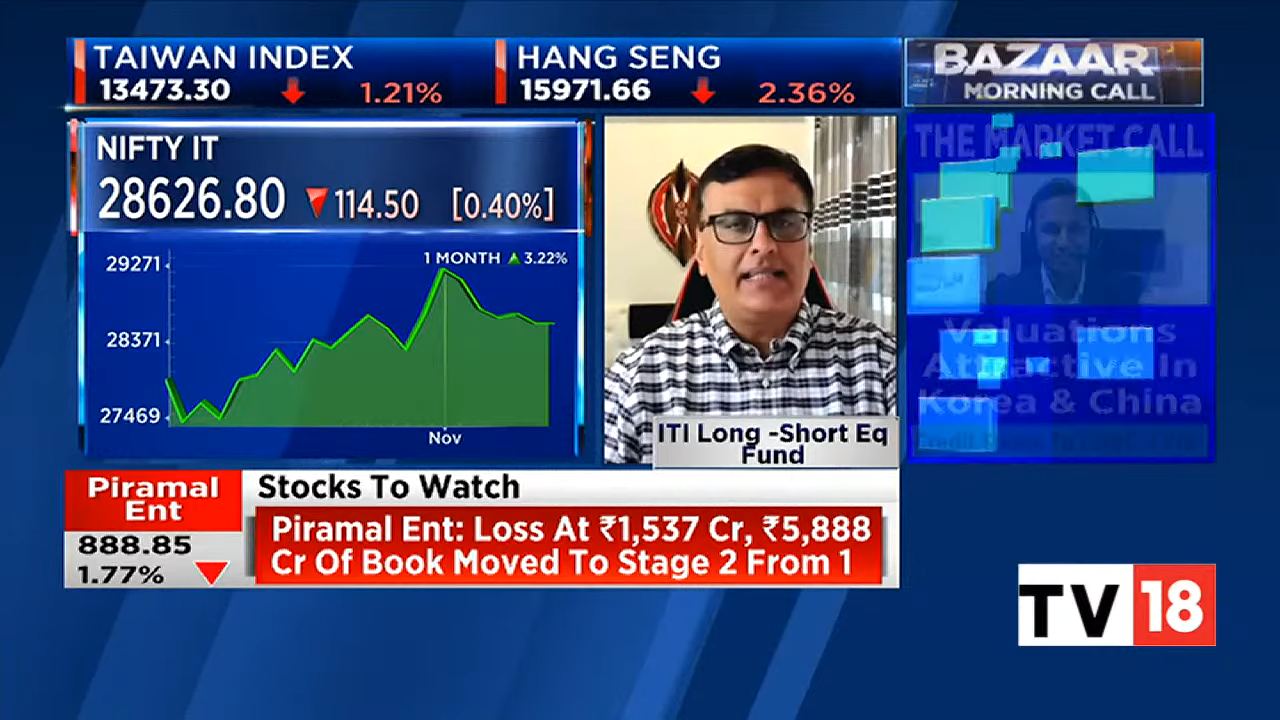 TAIWAN INDEX
13473.30 1.21%
HANG SENG
15971.66 2.36%
BAZAAR
MORNING CALL
NIFTY IT
28626.80 ▼114.50 [0.40%]
1 MONTH ▲ 3.22%
29271
28371
27469
Nov
ITI Long -Short Eq
Fund
THE MARKET CALL
Valuations
Attractive In
Korea & China
Piramal
Ent
888.85
1.77%
Stocks To Watch
Piramal Ent: Loss At ₹1,537 Cr, ₹5,888
Cr Of Book Moved To Stage 2 From 1
TV18